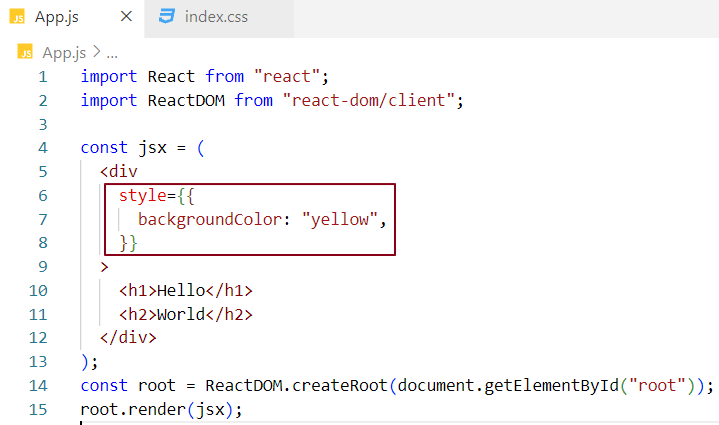 JS App.js × index.css
JS App.js > ...
1 import React from "react";
2 import ReactDOM from "react-dom/client";
3
4 const jsx = (
5 <div
6 style={{
7 backgroundColor: "yellow",
8 }}
9 >
10 <h1>Hello</h1>
11 <h2>World</h2>
12 </div>
13 );
14 const root = ReactDOM.createRoot(document.getElementById("root"));
15 root.render(jsx);